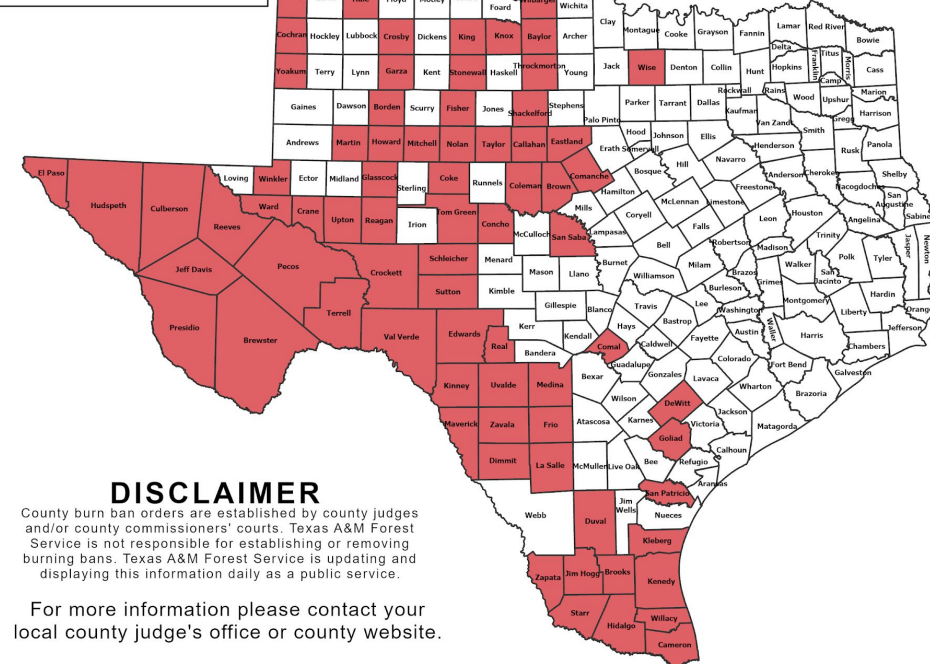 Hale Floyd Motley Foard Wilbarger Wichita
Clay Montague Cooke Grayson Fannin Lamar Red River Bowie
Cochran Hockley Lubbock Crosby Dickens King Knox Baylor Archer
Delta Titus Franklin Morris Cass
Yoakum Terry Lynn Garza Kent Stonewall Haskell Throckmorton Young Jack Wise Denton Collin Hunt Hopkins Camp
Rockwall Rains Wood Upshur Marion
Gaines Dawson Borden Scurry Fisher Jones Shackelford Stephens Palo Pinto Parker Tarrant Dallas Kaufman Van Zandt Gregg Harrison
Andrews Martin Howard Mitchell Nolan Taylor Callahan Eastland Erath Hood Somervell Johnson Ellis Henderson Smith Rusk Panola
El Paso Hudspeth Culberson Reeves Loving Winkler Ector Midland Glasscock Sterling Coke Runnels Coleman Brown Comanche Hamilton Bosque Hill Navarro Freestone Anderson Cherokee Nacogdoches Shelby
San Augustine Sabine
Ward Crane Upton Reagan Irion Tom Green Concho McCulloch San Saba Mills Lampasas Coryell McLennan Limestone Falls Leon Houston Angelina
Trinity Polk Tyler Jasper Newton
Jeff Davis Pecos Crockett Schleicher Menard Mason Llano Burnet Bell Williamson Milam Robertson Brazos Madison Grimes Walker San Jacinto Hardin Orange
Presidio Brewster Terrell Val Verde Sutton Kimble Gillespie Blanco Travis Bastrop Lee Burleson Washington Montgomery Liberty Jefferson
Edwards Real Kerr Bandera Kendall Comal Hays Caldwell Fayette Austin Waller Harris Chambers
Kinney Uvalde Medina Bexar Guadalupe Gonzales Lavaca Colorado Wharton Fort Bend Brazoria Galveston
Maverick Zavala Frio Atascosa Wilson Karnes DeWitt Victoria Jackson Matagorda
Dimmit La Salle McMullen Live Oak Bee Goliad Refugio Calhoun Aransas
Webb Duval Jim Wells San Patricio Nueces
Kleberg
Zapata Jim Hogg Brooks Kenedy
Starr Hidalgo Willacy
Cameron
DISCLAIMER
County burn ban orders are established by county judges
and/or county commissioners' courts. Texas A&M Forest
Service is not responsible for establishing or removing
burning bans. Texas A&M Forest Service is updating and
displaying this information daily as a public service.
For more information please contact your
local county judge's office or county website.